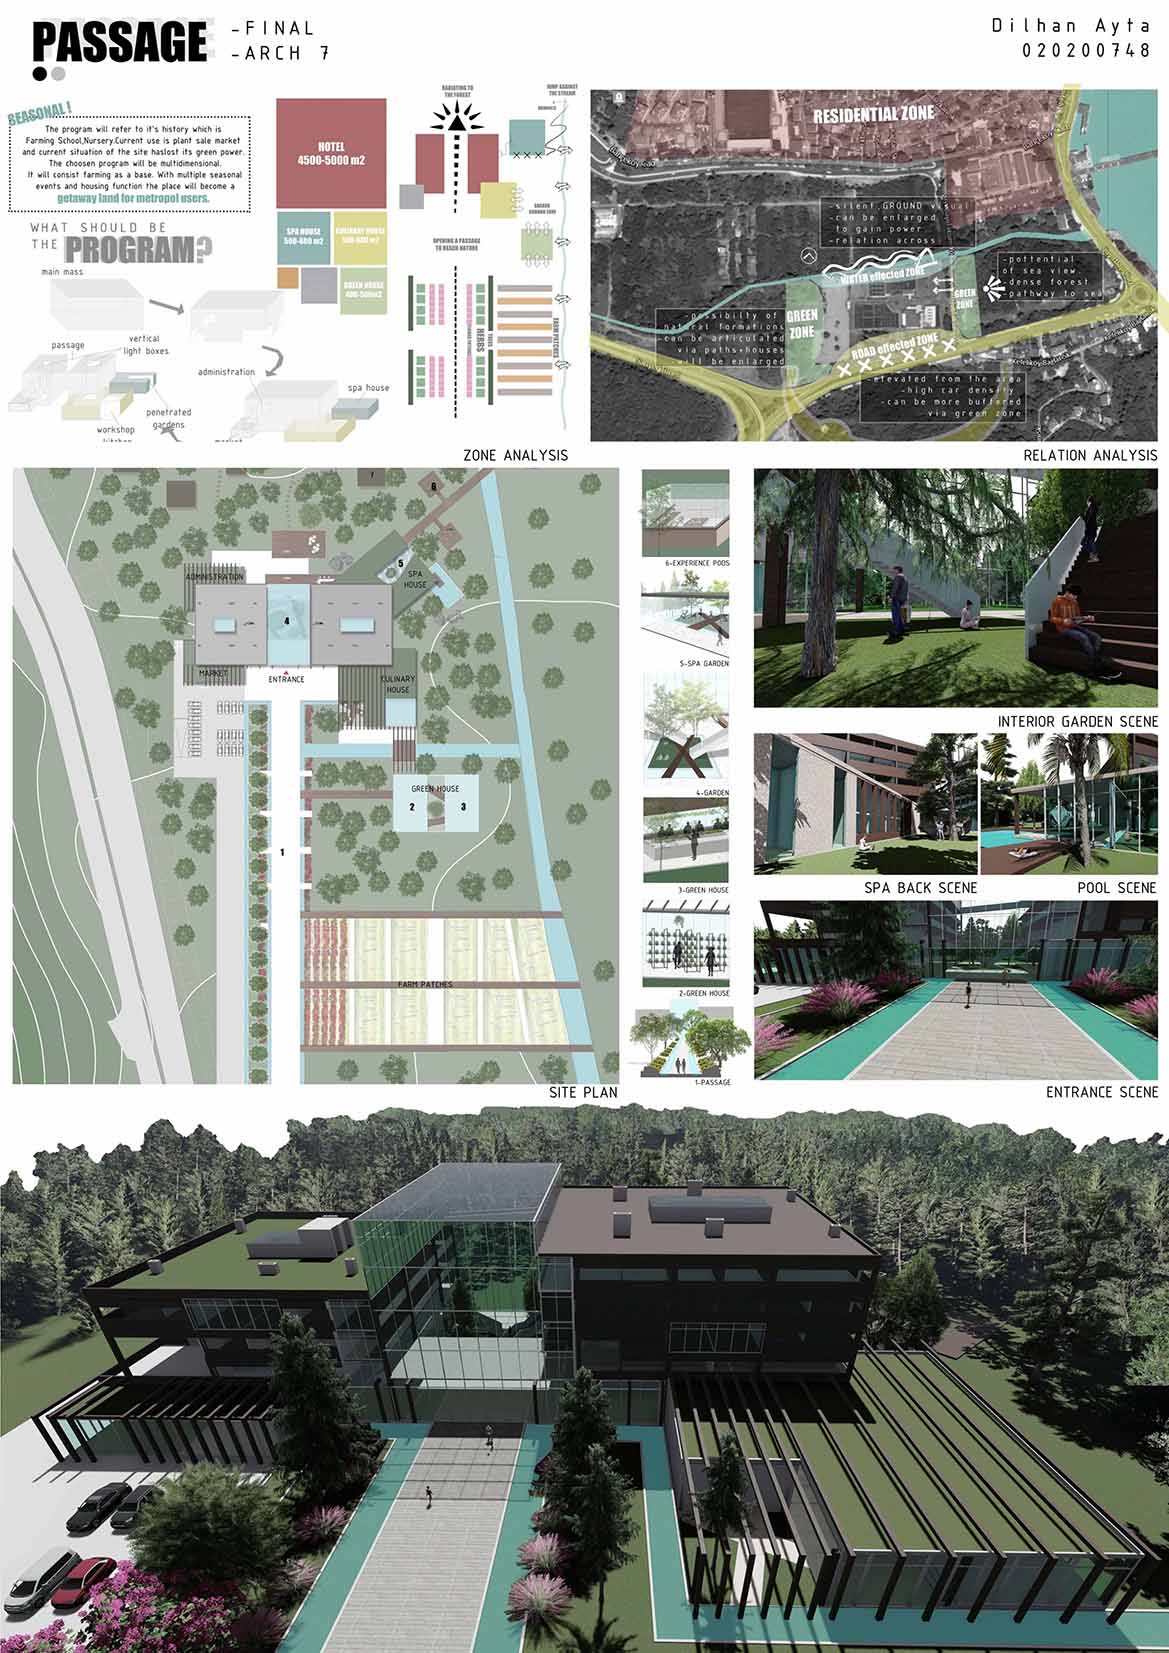 PASSAGE
-FINAL
-ARCH 7
Dilhan Ayta
020200748
SEASONAL!
The program will refer to it's history which is
Farming School,Nursery.Current use is plant sale market
and current situation of the site haslost its green power.
The choosen program will be multidimensional.
It will consist farming as a base. With multiple seasonal
events and housing function the place will become a
getaway land for metropol users.
WHAT SHOULD BE
THE PROGRAM?
main mass
passage
vertical
light boxes
administration
spa house
penetrated
gardens
workshop
HOTEL
4500-5000 m2
SPA HOUSE
500-600 m2
CULINARY HOUSE
500-600 m2
GREEN HOUSE
400-500m2
RADIATING TO
THE FOREST
JUMP AGAINST
THE STREAM
OPENING A PASSAGE
TO REACH NATURE
HERBS
FARM PATCHES
ZONE ANALYSIS
RESIDENTIAL ZONE
-silent,GROUND visual
-can be enlarged
to gain power
-relation across
WATER effected ZONE
-pottential
of sea view
-dense forest
-pathway to sea
GREEN
ZONE
-possibilty of
natural formations
-can be articulated
via paths+houses
-will be enlarged
GREEN
ZONE
ROAD effected ZONE
-elevated from the area
-high car density
-can be more buffered
via green zone
RELATION ANALYSIS
ADMINISTRATION
SPA
HOUSE
MARKET
ENTRANCE
CULINARY
HOUSE
GREEN HOUSE
1
2
3
4
5
6
FARM PATCHES
SITE PLAN
6-EXPERIENCE PODS
5-SPA GARDEN
4-GARDEN
3-GREEN HOUSE
2-GREEN HOUSE
1-PASSAGE
INTERIOR GARDEN SCENE
SPA BACK SCENE
POOL SCENE
ENTRANCE SCENE